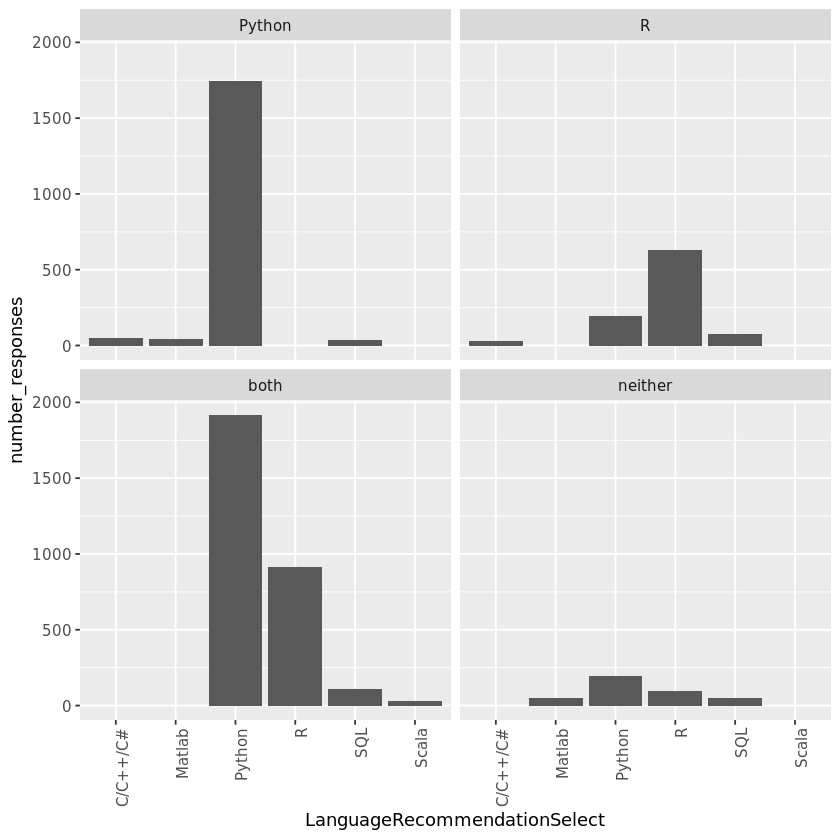 Python
R
2000
1500
1000
500
0
both
neither
2000
1500
1000
500
0
number_responses
C/C++/C#
Matlab
Python
R
SQL
Scala
C/C++/C#
Matlab
Python
R
SQL
Scala
LanguageRecommendationSelect